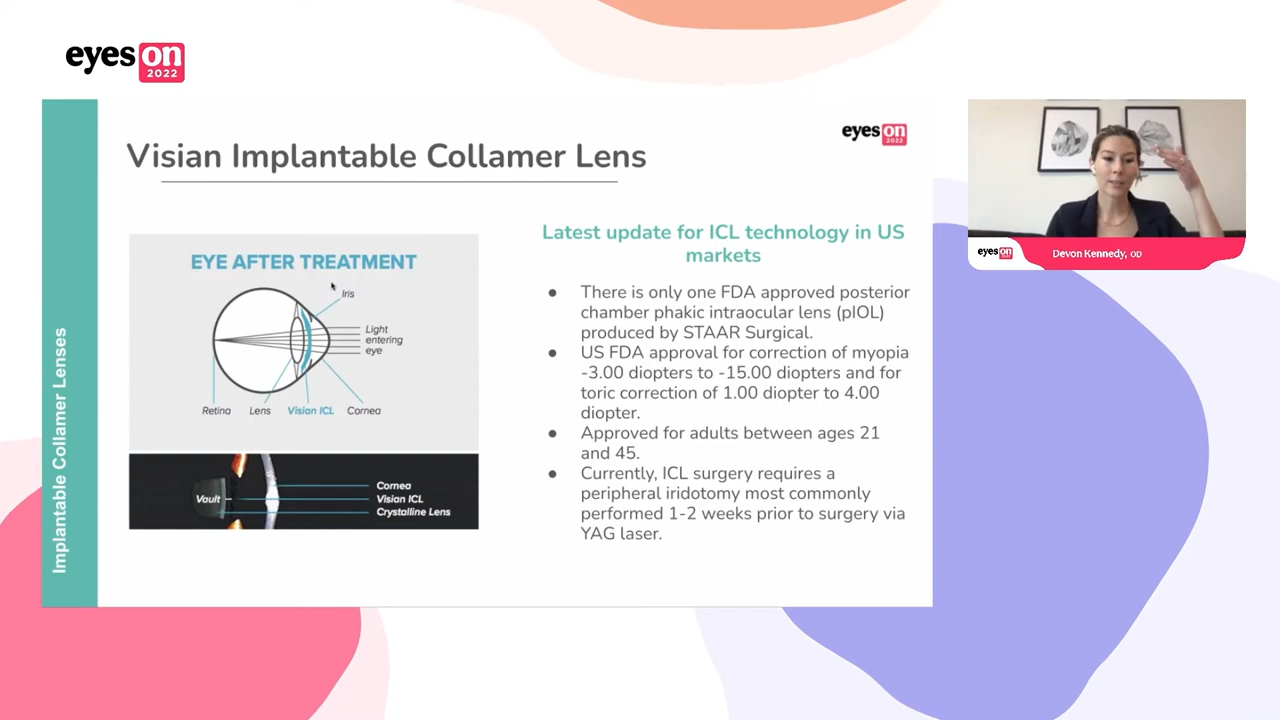 eyes on
2022
eyes on
2022
Visian Implantable Collamer Lens
Implantable Collamer Lenses
EYE AFTER TREATMENT
Iris
Light
entering
eye
Retina
Lens
Visian ICL
Cornea
Vault
Cornea
Visian ICL
Crystalline Lens
Latest update for ICL technology in US
markets
● There is only one FDA approved posterior
chamber phakic intraocular lens (pIOL)
produced by STAAR Surgical.
● US FDA approval for correction of myopia
-3.00 diopters to -15.00 diopters and for
toric correction of 1.00 diopter to 4.00
diopter.
● Approved for adults between ages 21
and 45.
● Currently, ICL surgery requires a
peripheral iridotomy most commonly
performed 1-2 weeks prior to surgery via
YAG laser.
eyes on
Devon Kennedy, OD